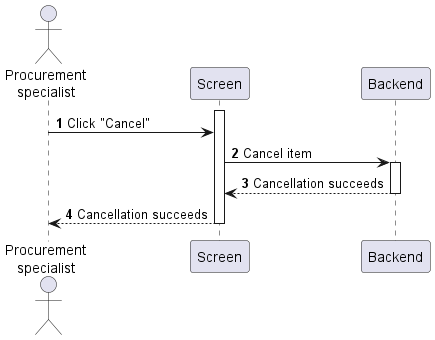 Procurement
specialist
Screen
Backend
1 Click "Cancel"
2 Cancel item
3 Cancellation succeeds
4 Cancellation succeeds
Procurement
specialist
Screen
Backend